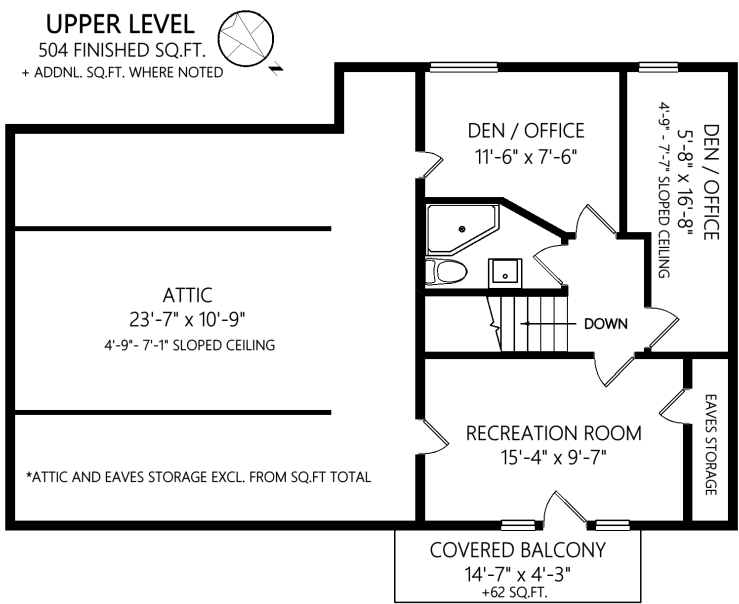 UPPER LEVEL
504 FINISHED SQ.FT.
+ ADDNL. SQ.FT. WHERE NOTED
N
DEN / OFFICE
11'-6" x 7'-6"
DEN / OFFICE
5'-8" x 16'-8"
4'-9" - 7'-7" SLOPED CEILING
ATTIC
23'-7" x 10'-9"
4'-9"- 7'-1" SLOPED CEILING
DOWN
RECREATION ROOM
15'-4" x 9'-7"
EAVES STORAGE
*ATTIC AND EAVES STORAGE EXCL. FROM SQ.FT TOTAL
COVERED BALCONY
14'-7" x 4'-3"
+62 SQ.FT.